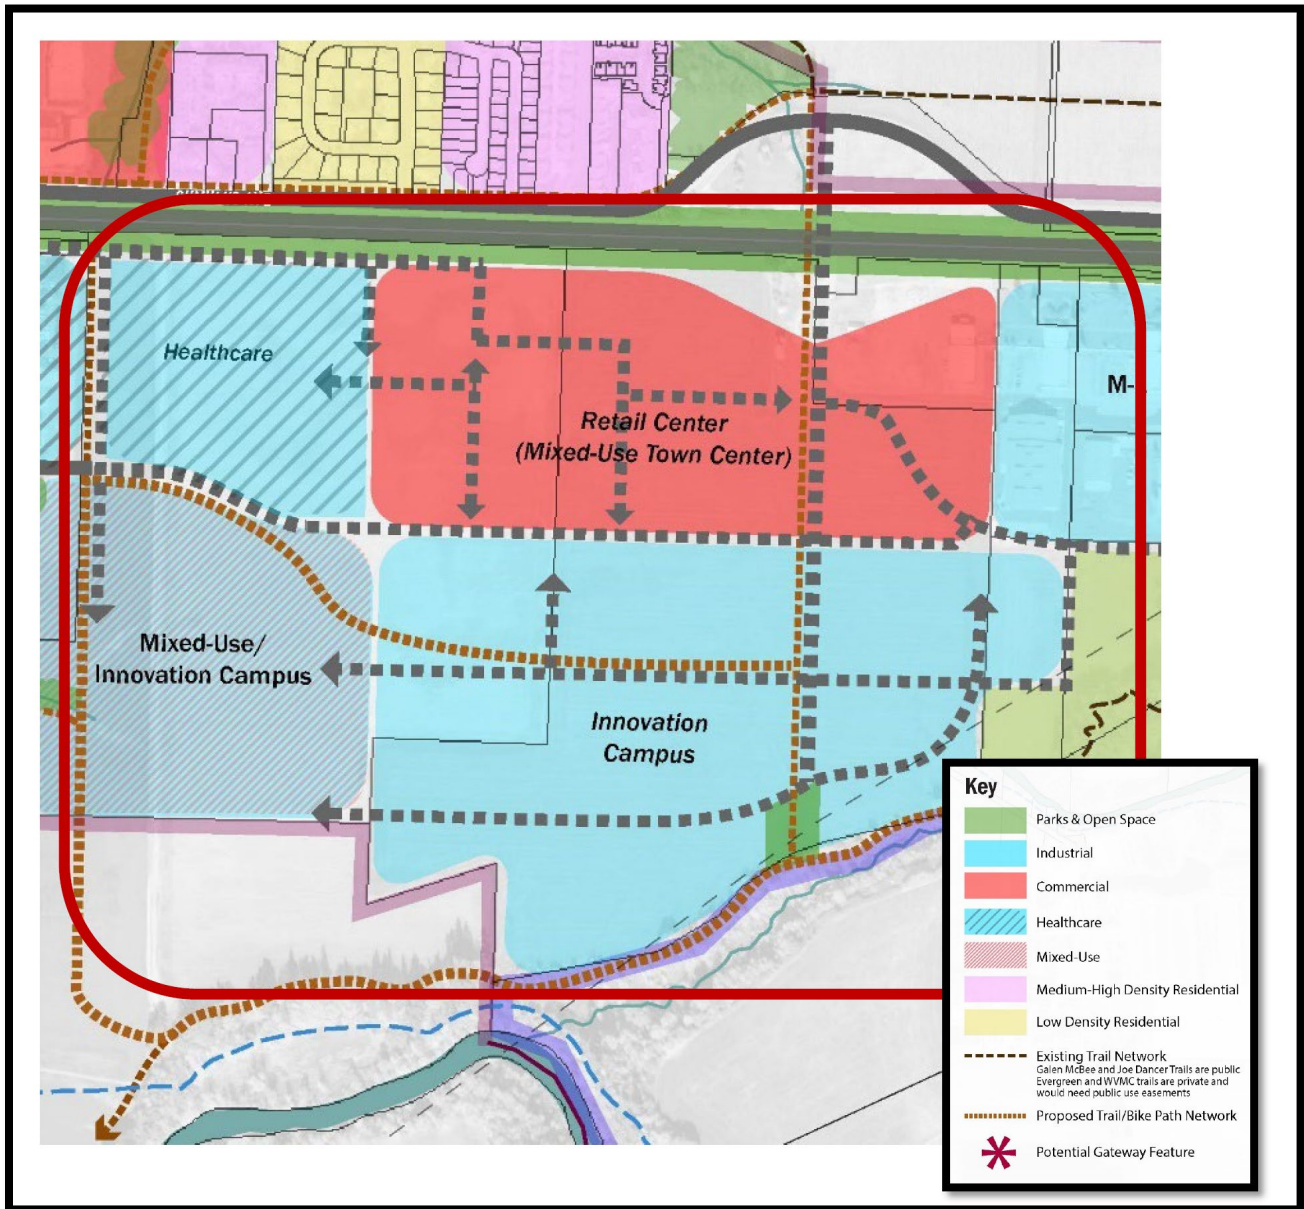 Healthcare
M-
Retail Center
(Mixed-Use Town Center)
Mixed-Use/
Innovation Campus
Innovation
Campus
Key
Parks & Open Space
Industrial
Commercial
Healthcare
Mixed-Use
Medium-High Density Residential
Low Density Residential
Existing Trail Network
Galen McBee and Joe Dancer Trails are public
Evergreen and WVMC trails are private and
would need public use easements
Proposed Trail/Bike Path Network
Potential Gateway Feature